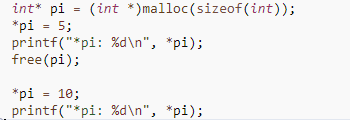 int* pi = (int *)malloc(sizeof(int));
*pi = 5;
printf("*pi: %d\n", *pi);
free(pi);
*pi = 10;
printf("*pi: %d\n", *pi);